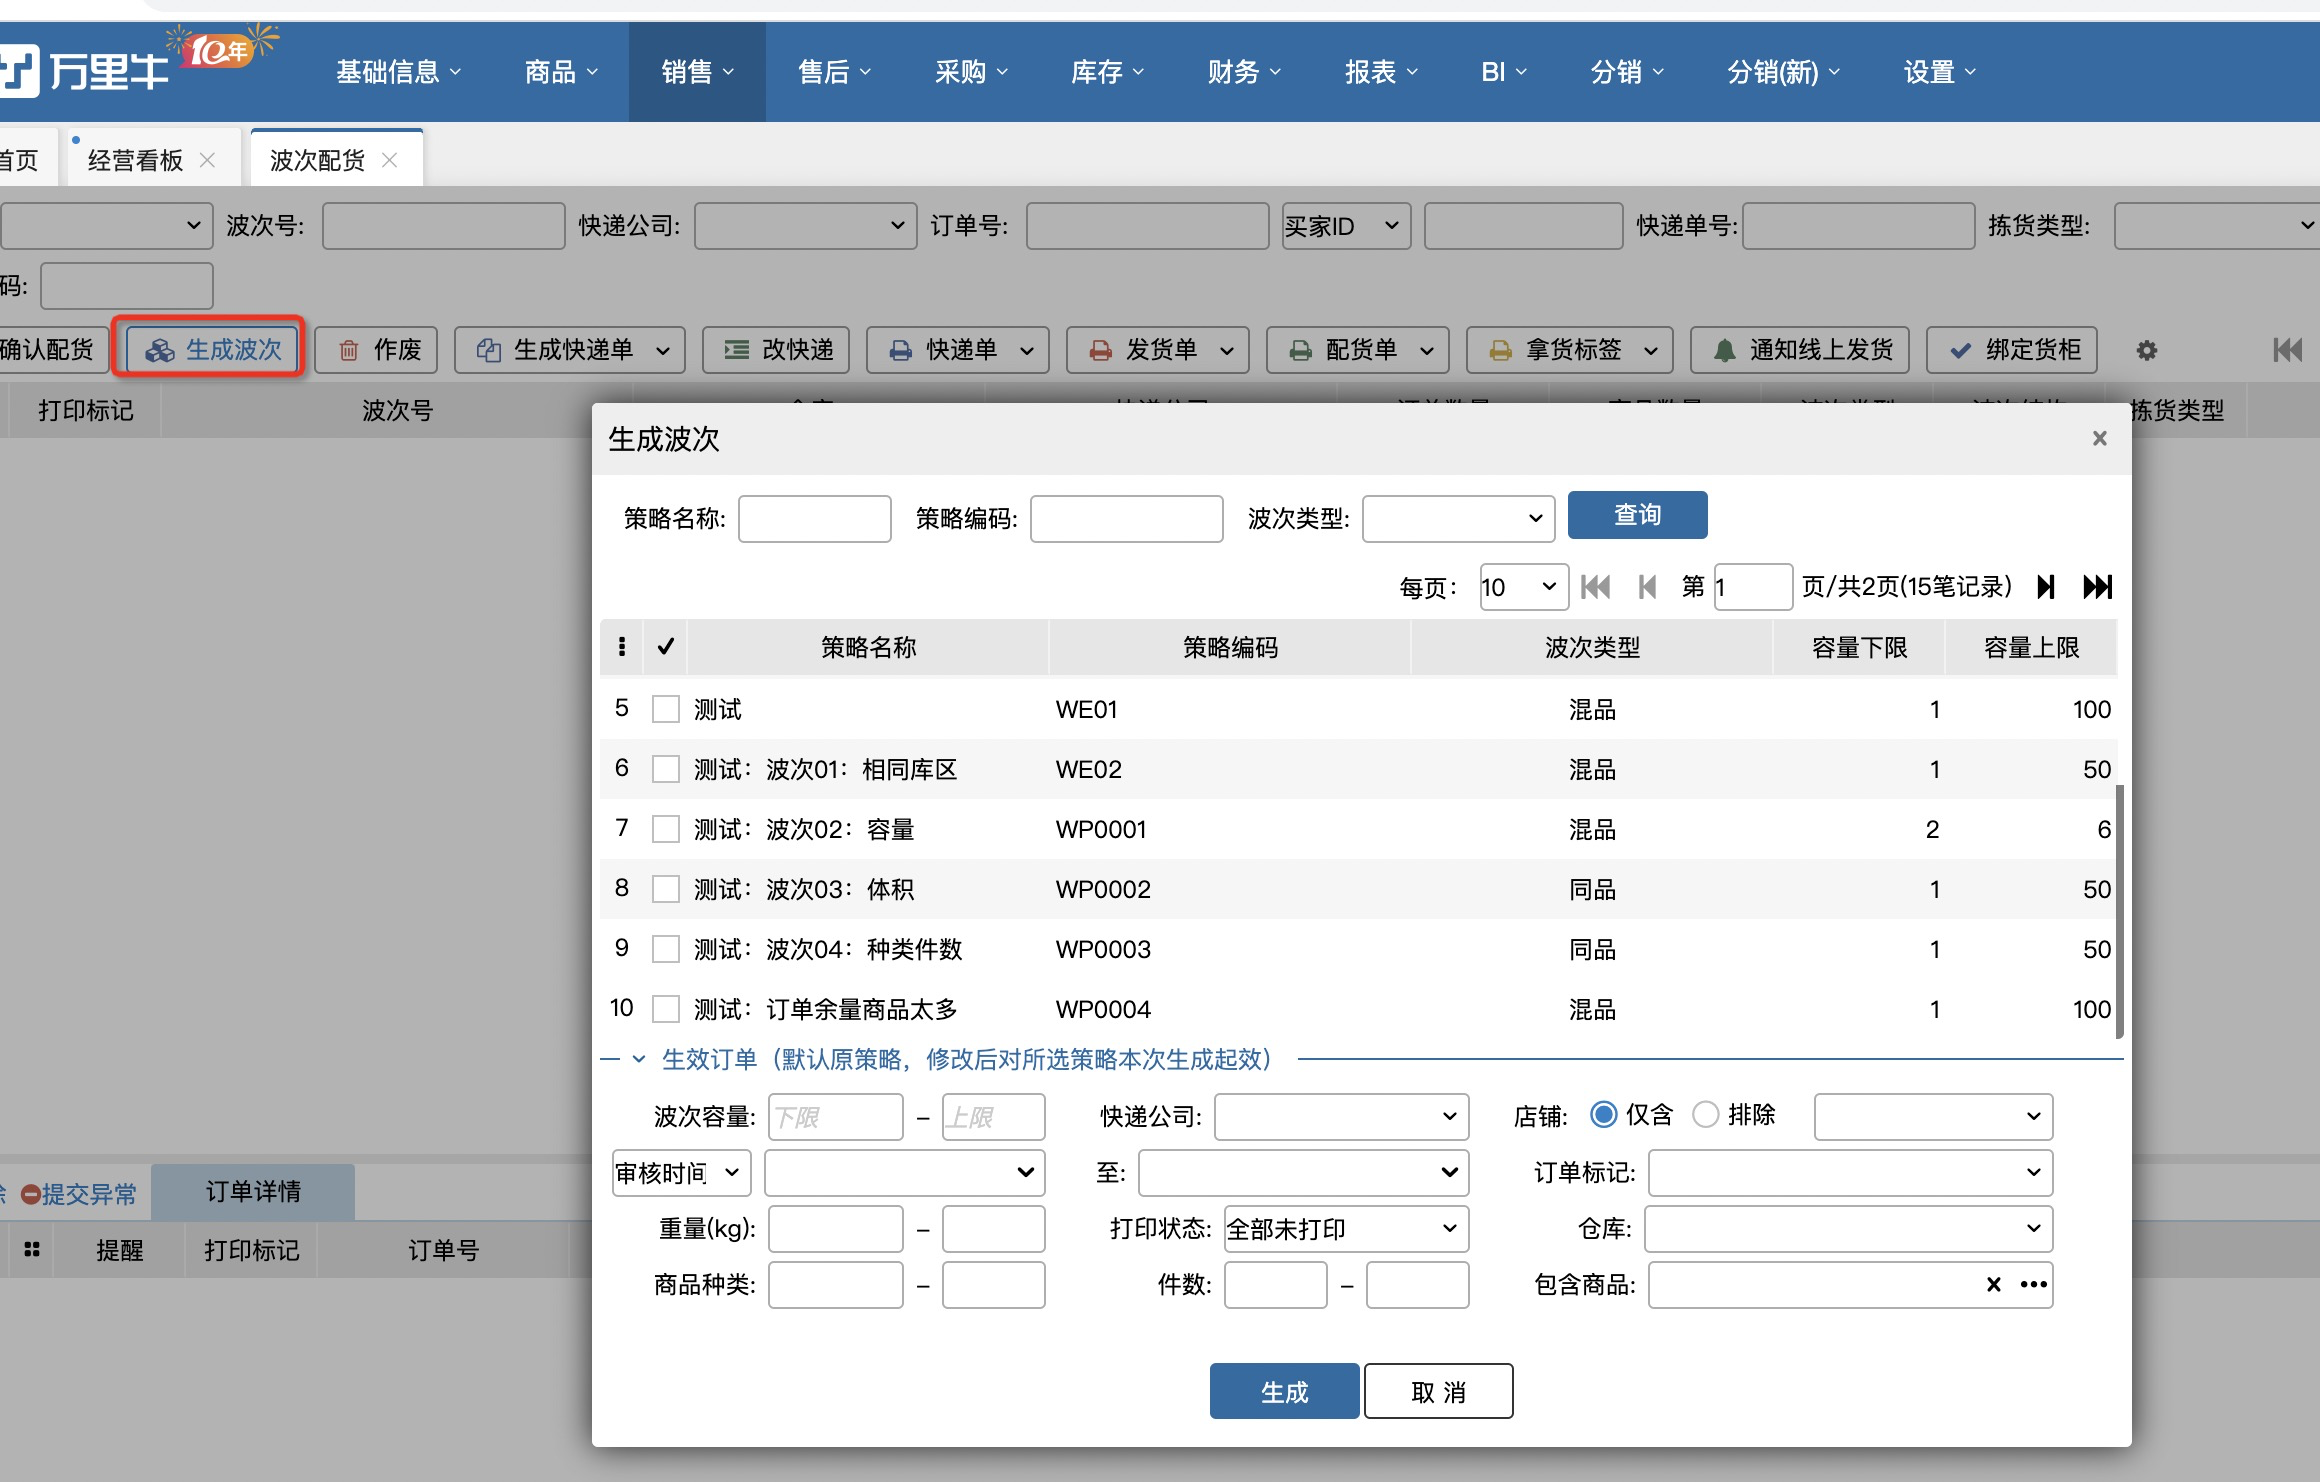 万里牛 10年 基础信息 商品 销售 售后 采购 库存 财务 报表 BI 分销 分销(新) 设置
首页 经营看板 波次配货
波次号: 快递公司: 订单号: 买家ID 快递单号: 拣货类型:
码:
确认配货 生成波次 作废 生成快递单 改快递 快递单 发货单 配货单 拿货标签 通知线上发货 绑定货柜
打印标记 波次号 拣货类型
生成波次
策略名称: 策略编码: 波次类型: 查询
每页: 10 第 1 页/共2页(15笔记录)
策略名称 策略编码 波次类型 容量下限 容量上限
5 测试 WE01 混品 1 100
6 测试：波次01：相同库区 WE02 混品 1 50
7 测试：波次02：容量 WP0001 混品 2 6
8 测试：波次03：体积 WP0002 同品 1 50
9 测试：波次04：种类件数 WP0003 同品 1 50
10 测试：订单余量商品太多 WP0004 混品 1 100
生效订单（默认原策略，修改后对所选策略本次生成起效）
波次容量: 下限 – 上限 快递公司: 店铺: 仅含 排除
审核时间 至: 订单标记:
重量(kg): – 打印状态: 全部未打印 仓库:
商品种类: – 件数: – 包含商品:
生成 取 消
提交异常 订单详情
提醒 打印标记 订单号